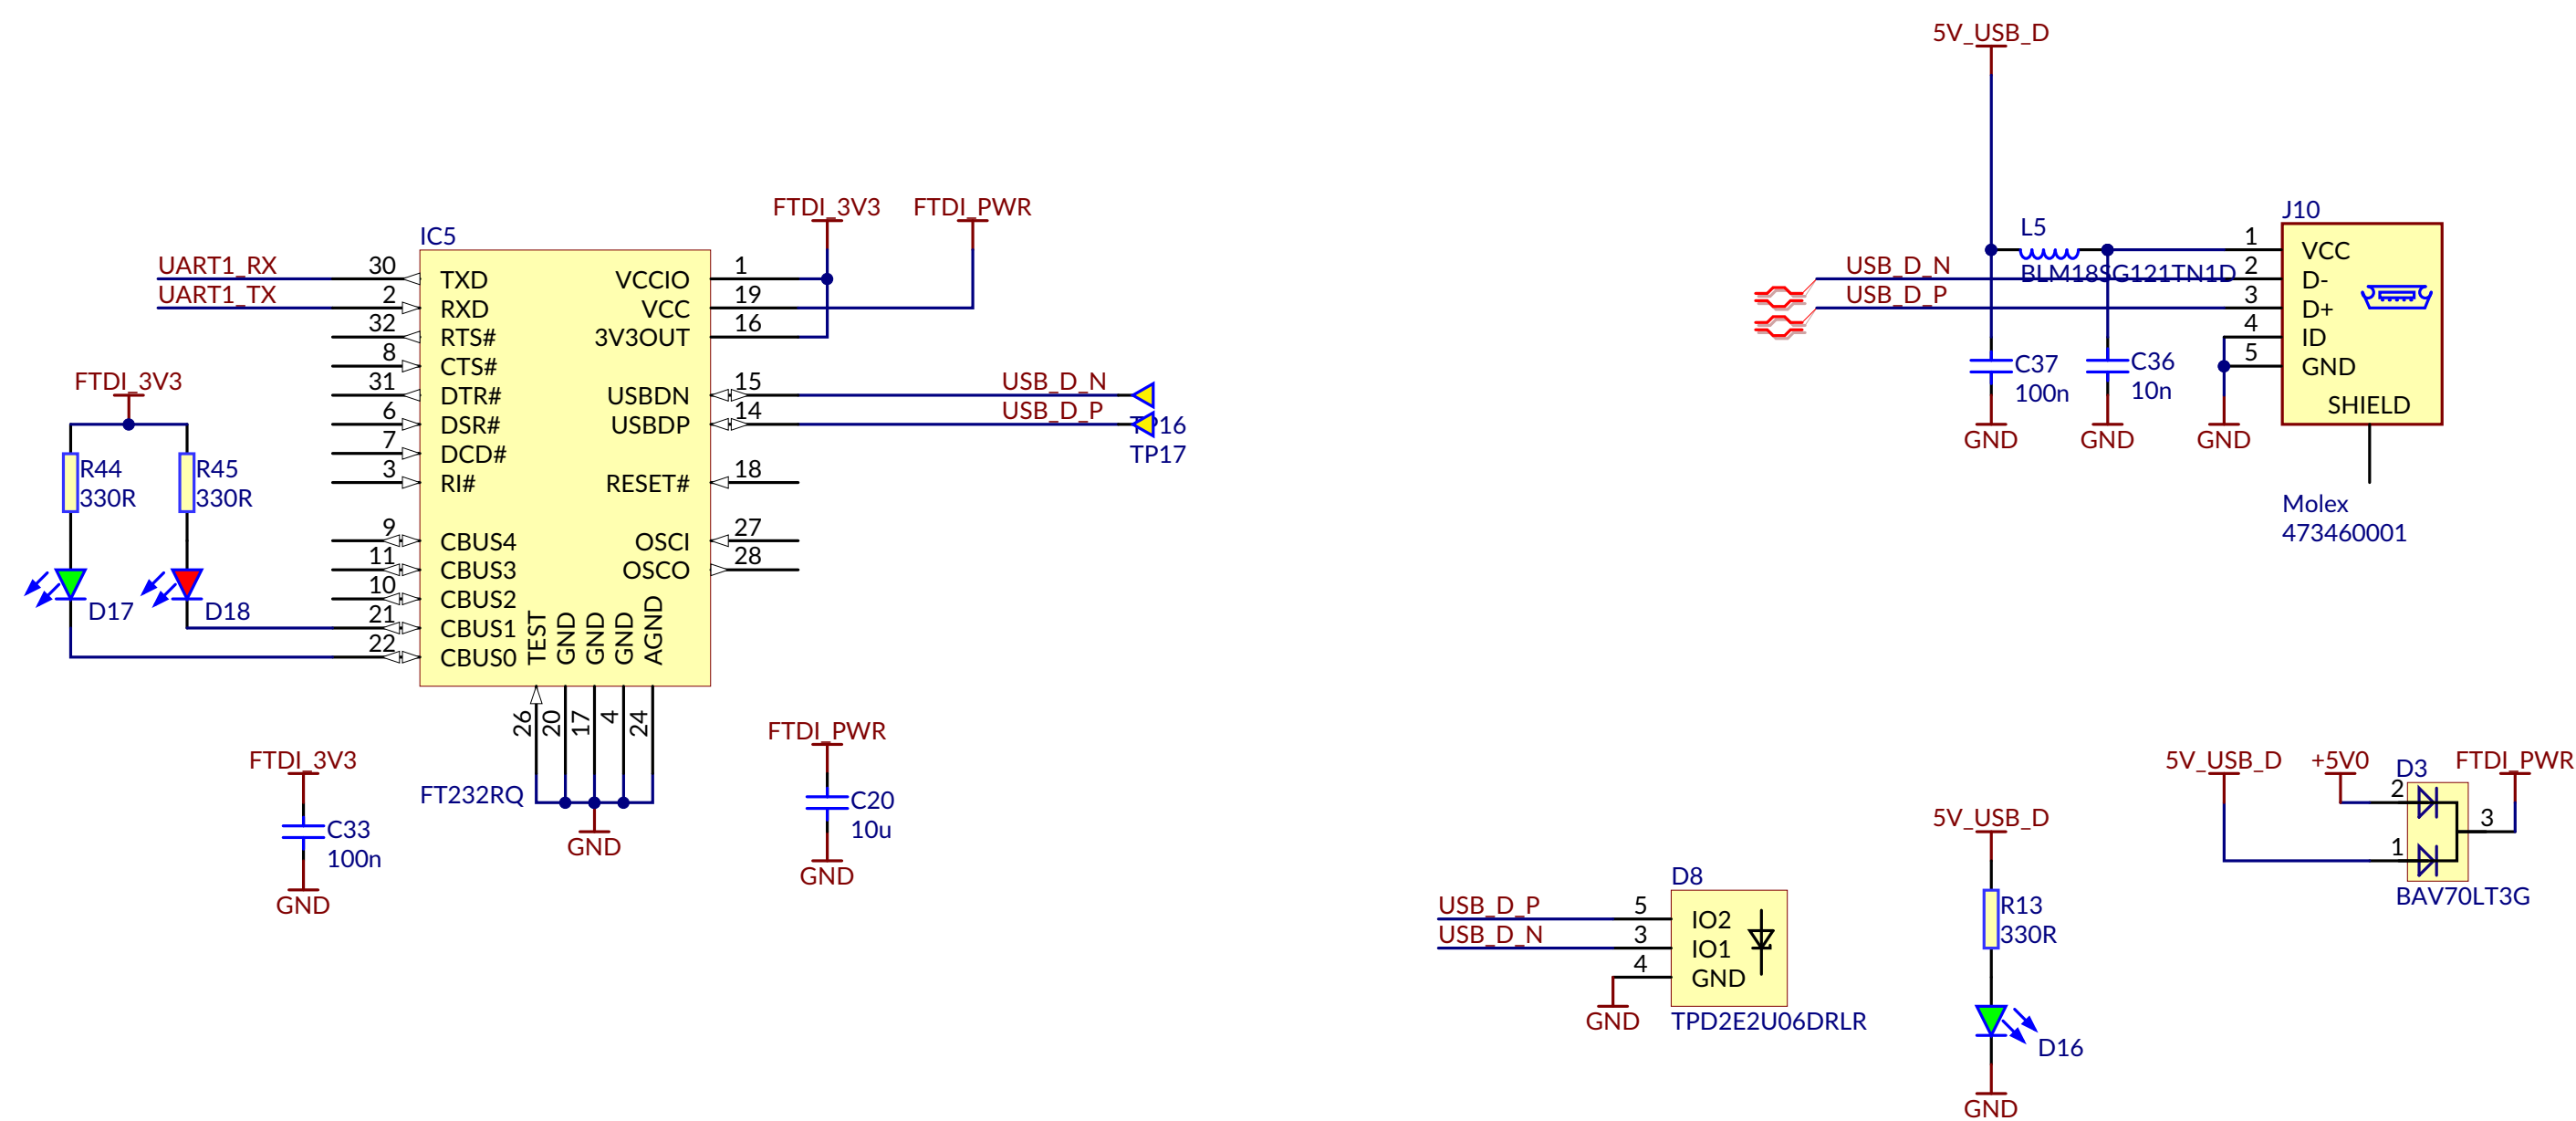 5V_USB_D
FTDI_3V3
FTDI_PWR
IC5
UART1_RX
30
TXD
UART1_TX
2
RXD
32
RTS#
8
CTS#
31
DTR#
6
DSR#
7
DCD#
3
RI#
9
CBUS4
11
CBUS3
10
CBUS2
21
CBUS1
22
CBUS0
VCCIO
1
VCC
19
3V3OUT
16
USBDN
15
USB_D_N
USBDP
14
USB_D_P
TP16
TP17
RESET#
18
OSCI
27
OSCO
28
TEST
GND
GND
GND
AGND
26
20
17
4
24
FT232RQ
GND
FTDI_3V3
R44
330R
R45
330R
D17
D18
FTDI_3V3
C33
100n
GND
FTDI_PWR
C20
10u
GND
L5
BLM18SG121TN1D
USB_D_N
USB_D_P
J10
1
VCC
2
D-
3
D+
4
ID
5
GND
SHIELD
C37
100n
C36
10n
GND
GND
GND
Molex
473460001
D8
USB_D_P
5
IO2
USB_D_N
3
IO1
4
GND
GND
TPD2E2U06DRLR
5V_USB_D
R13
330R
D16
GND
5V_USB_D
+5V0
D3
FTDI_PWR
2
3
1
BAV70LT3G